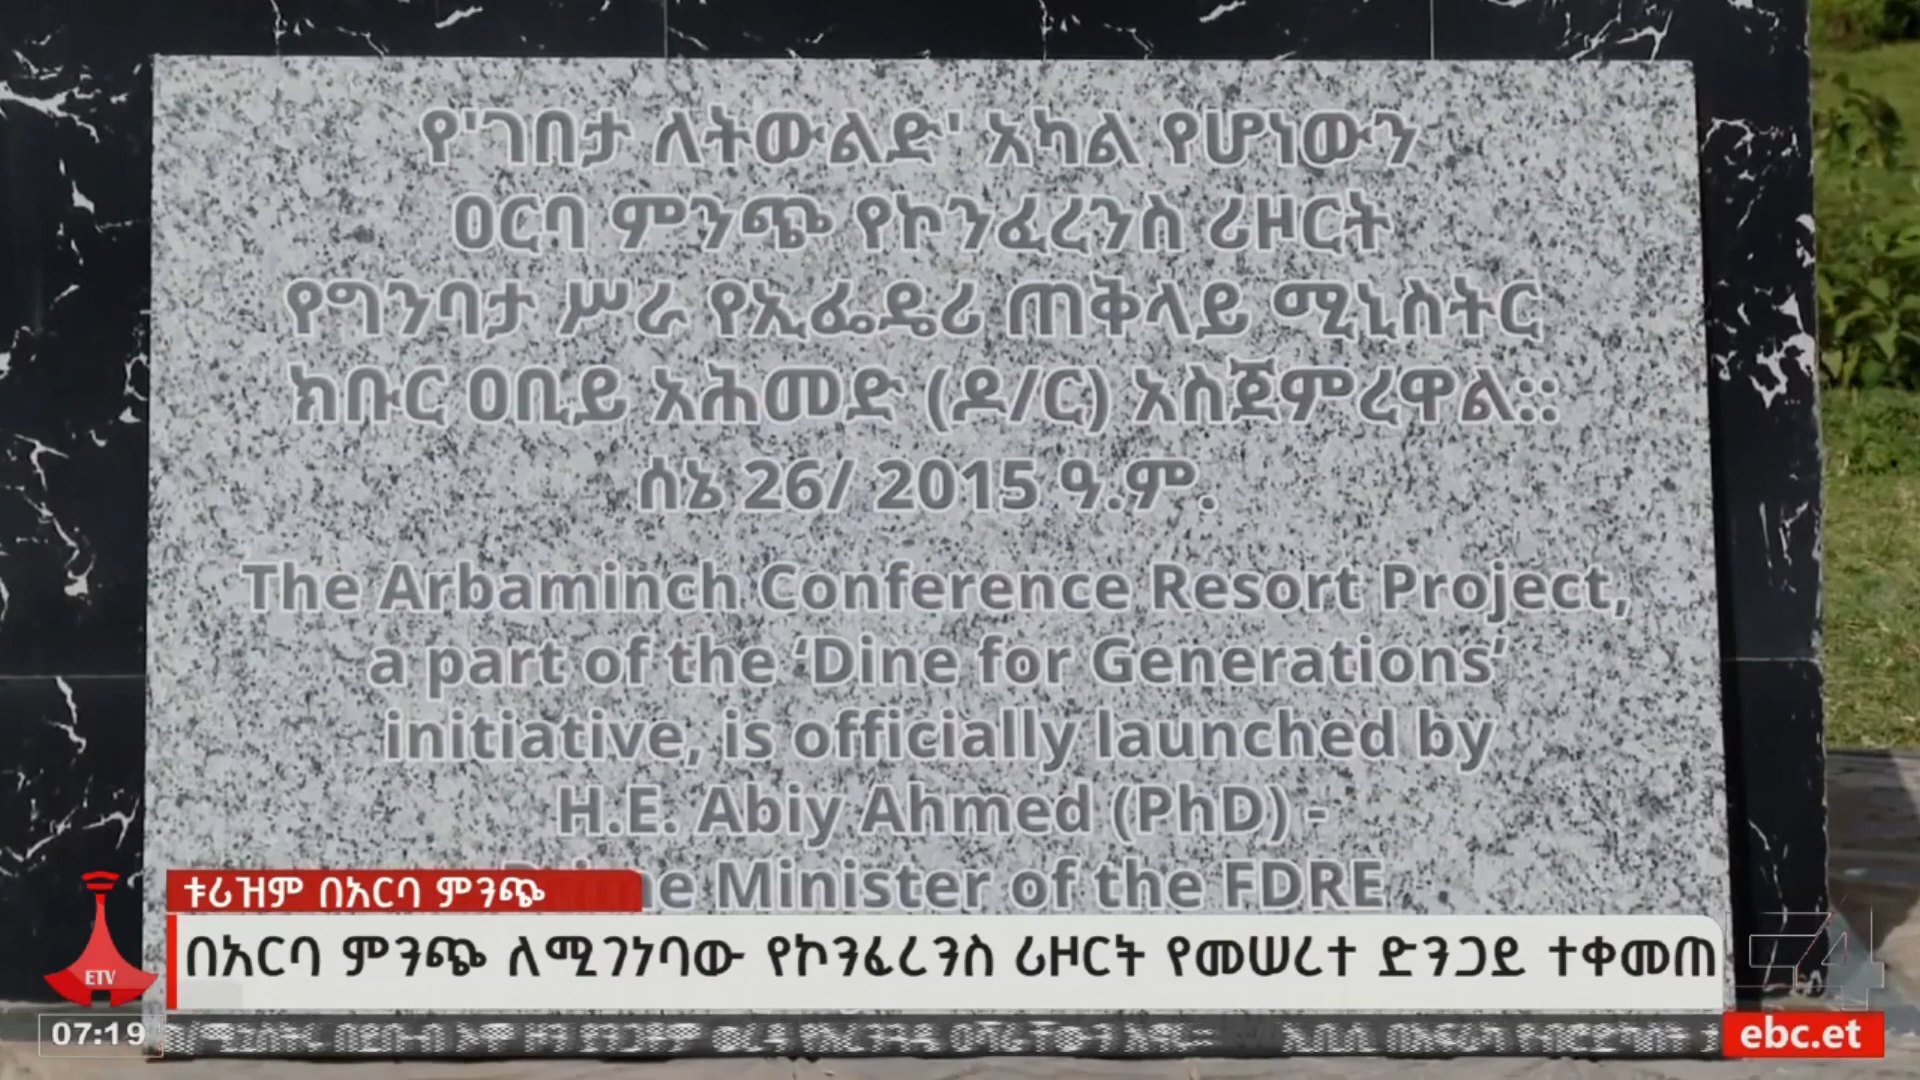 የ'ገበታ ለትውልድ' አካል የሆነውን
ዐርባ ምንጭ የኮንፈረንስ ሪዞርት
የግንባታ ሥራ የኢፌዴሪ ጠቅላይ ሚኒስትር
ክቡር ዐቢይ አሕመድ (ዶ/ር) አስጀምረዋል፡፡
ሰኔ 26/ 2015 ዓ.ም.
The Arbaminch Conference Resort Project,
a part of the ‘Dine for Generations’
initiative, is officially launched by
H.E. Abiy Ahmed (PhD) -
Minister of the FDRE
ቱሪዝም በአርባ ምንጭ
በአርባ ምንጭ ለሚገነባው የኮንፈረንስ ሪዞርት የመሠረተ ድንጋይ ተቀመጠ
ETV
07:19
ebc.et